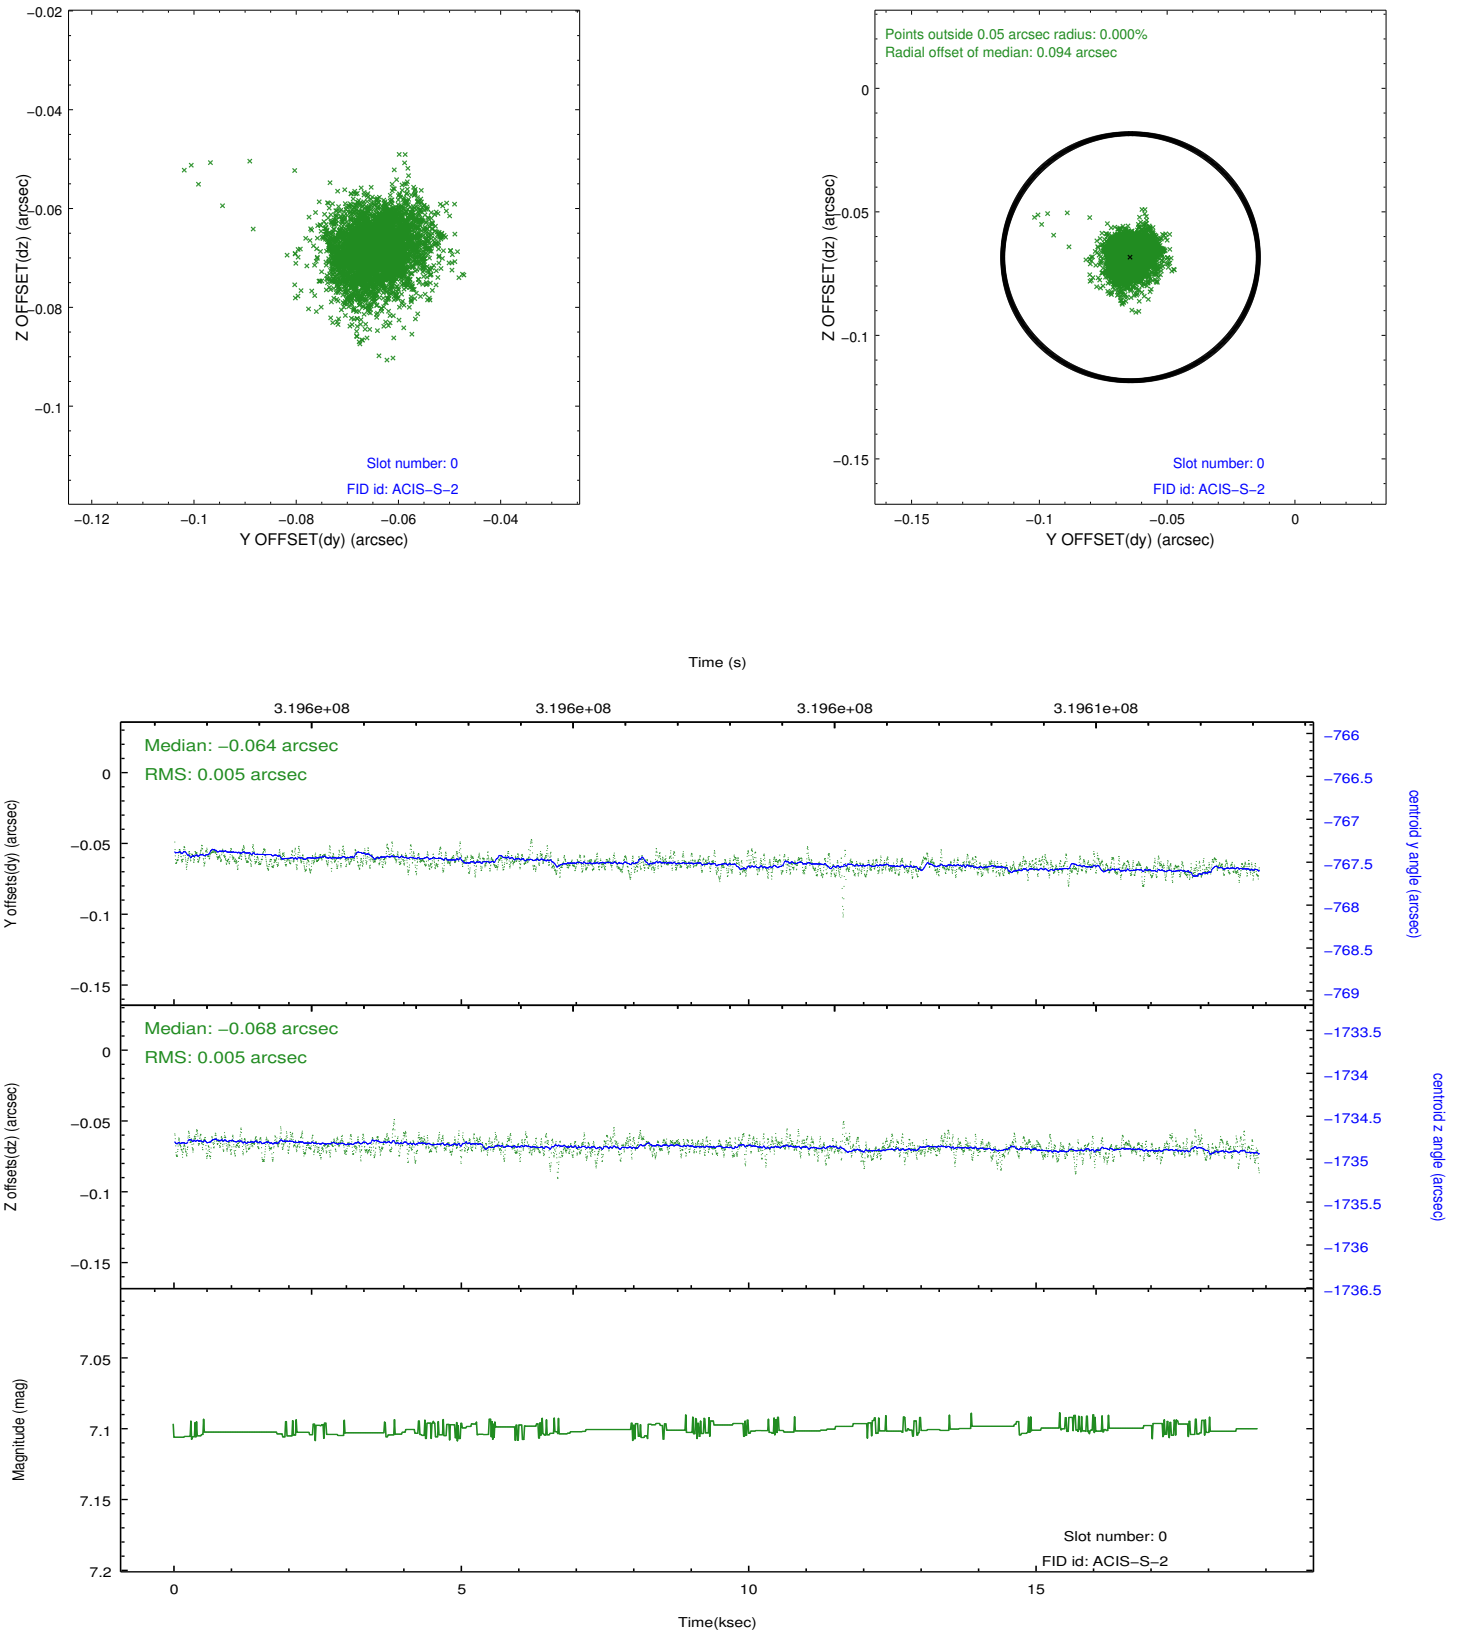 −0.02
−0.04
−0.06
−0.08
−0.1
Z OFFSET(dz) (arcsec)
Slot number: 0
FID id: ACIS−S−2
−0.12
−0.1
−0.08
−0.06
−0.04
Y OFFSET(dy) (arcsec)
Points outside 0.05 arcsec radius: 0.000%
Radial offset of median: 0.094 arcsec
0
−0.05
−0.1
−0.15
Z OFFSET(dz) (arcsec)
Slot number: 0
FID id: ACIS−S−2
−0.15
−0.1
−0.05
0
Y OFFSET(dy) (arcsec)
Time (s)
3.196e+08
3.196e+08
3.196e+08
3.1961e+08
Median: −0.064 arcsec
RMS: 0.005 arcsec
0
−0.05
−0.1
−0.15
Y offsets(dy) (arcsec)
−766
−766.5
−767
−767.5
−768
−768.5
−769
centroid y angle (arcsec)
Median: −0.068 arcsec
RMS: 0.005 arcsec
0
−0.05
−0.1
−0.15
Z offsets(dz) (arcsec)
−1733.5
−1734
−1734.5
−1735
−1735.5
−1736
−1736.5
centroid z angle (arcsec)
7.05
7.1
7.15
7.2
Magnitude (mag)
Slot number: 0
FID id: ACIS−S−2
0
5
10
15
Time(ksec)